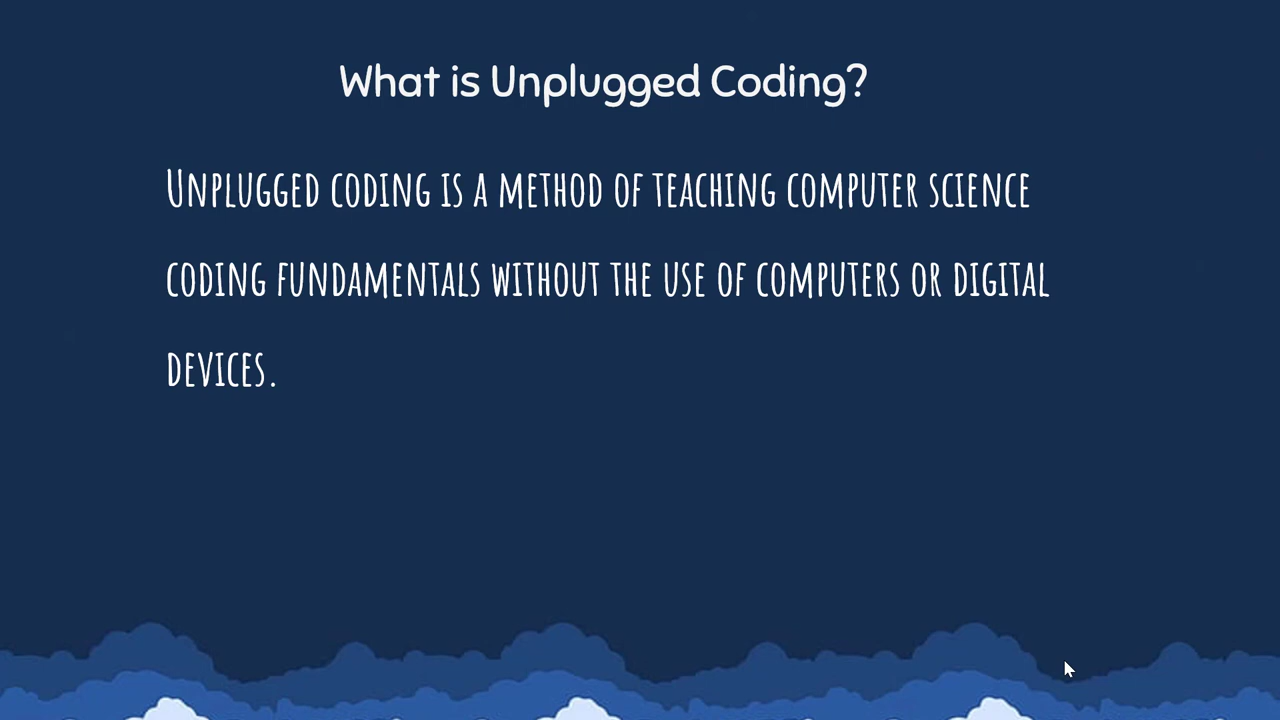 What is Unplugged Coding?
Unplugged coding is a method of teaching computer science
coding fundamentals without the use of computers or digital
devices.